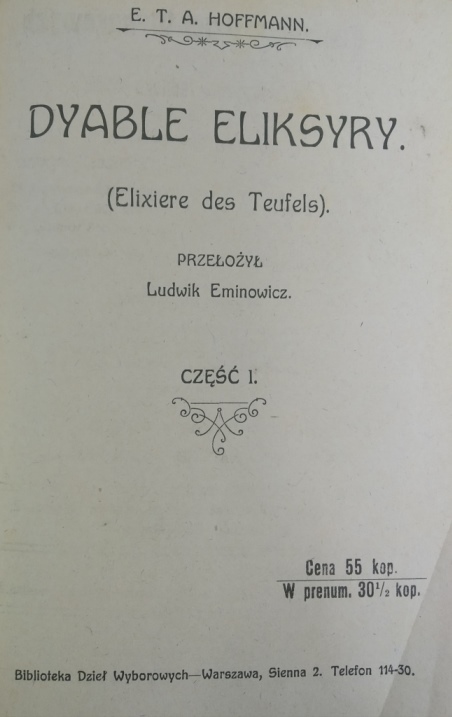 E. T. A. HOFFMANN.
DYABLE ELIKSYRY.
(Elixiere des Teufels).
PRZEŁOŻYŁ
Ludwik Eminowicz.
CZĘŚĆ I.
Cena 55 kop.
W prenum. 30½ kop.
Biblioteka Dzieł Wyborowych—Warszawa, Sienna 2. Telefon 114-30.